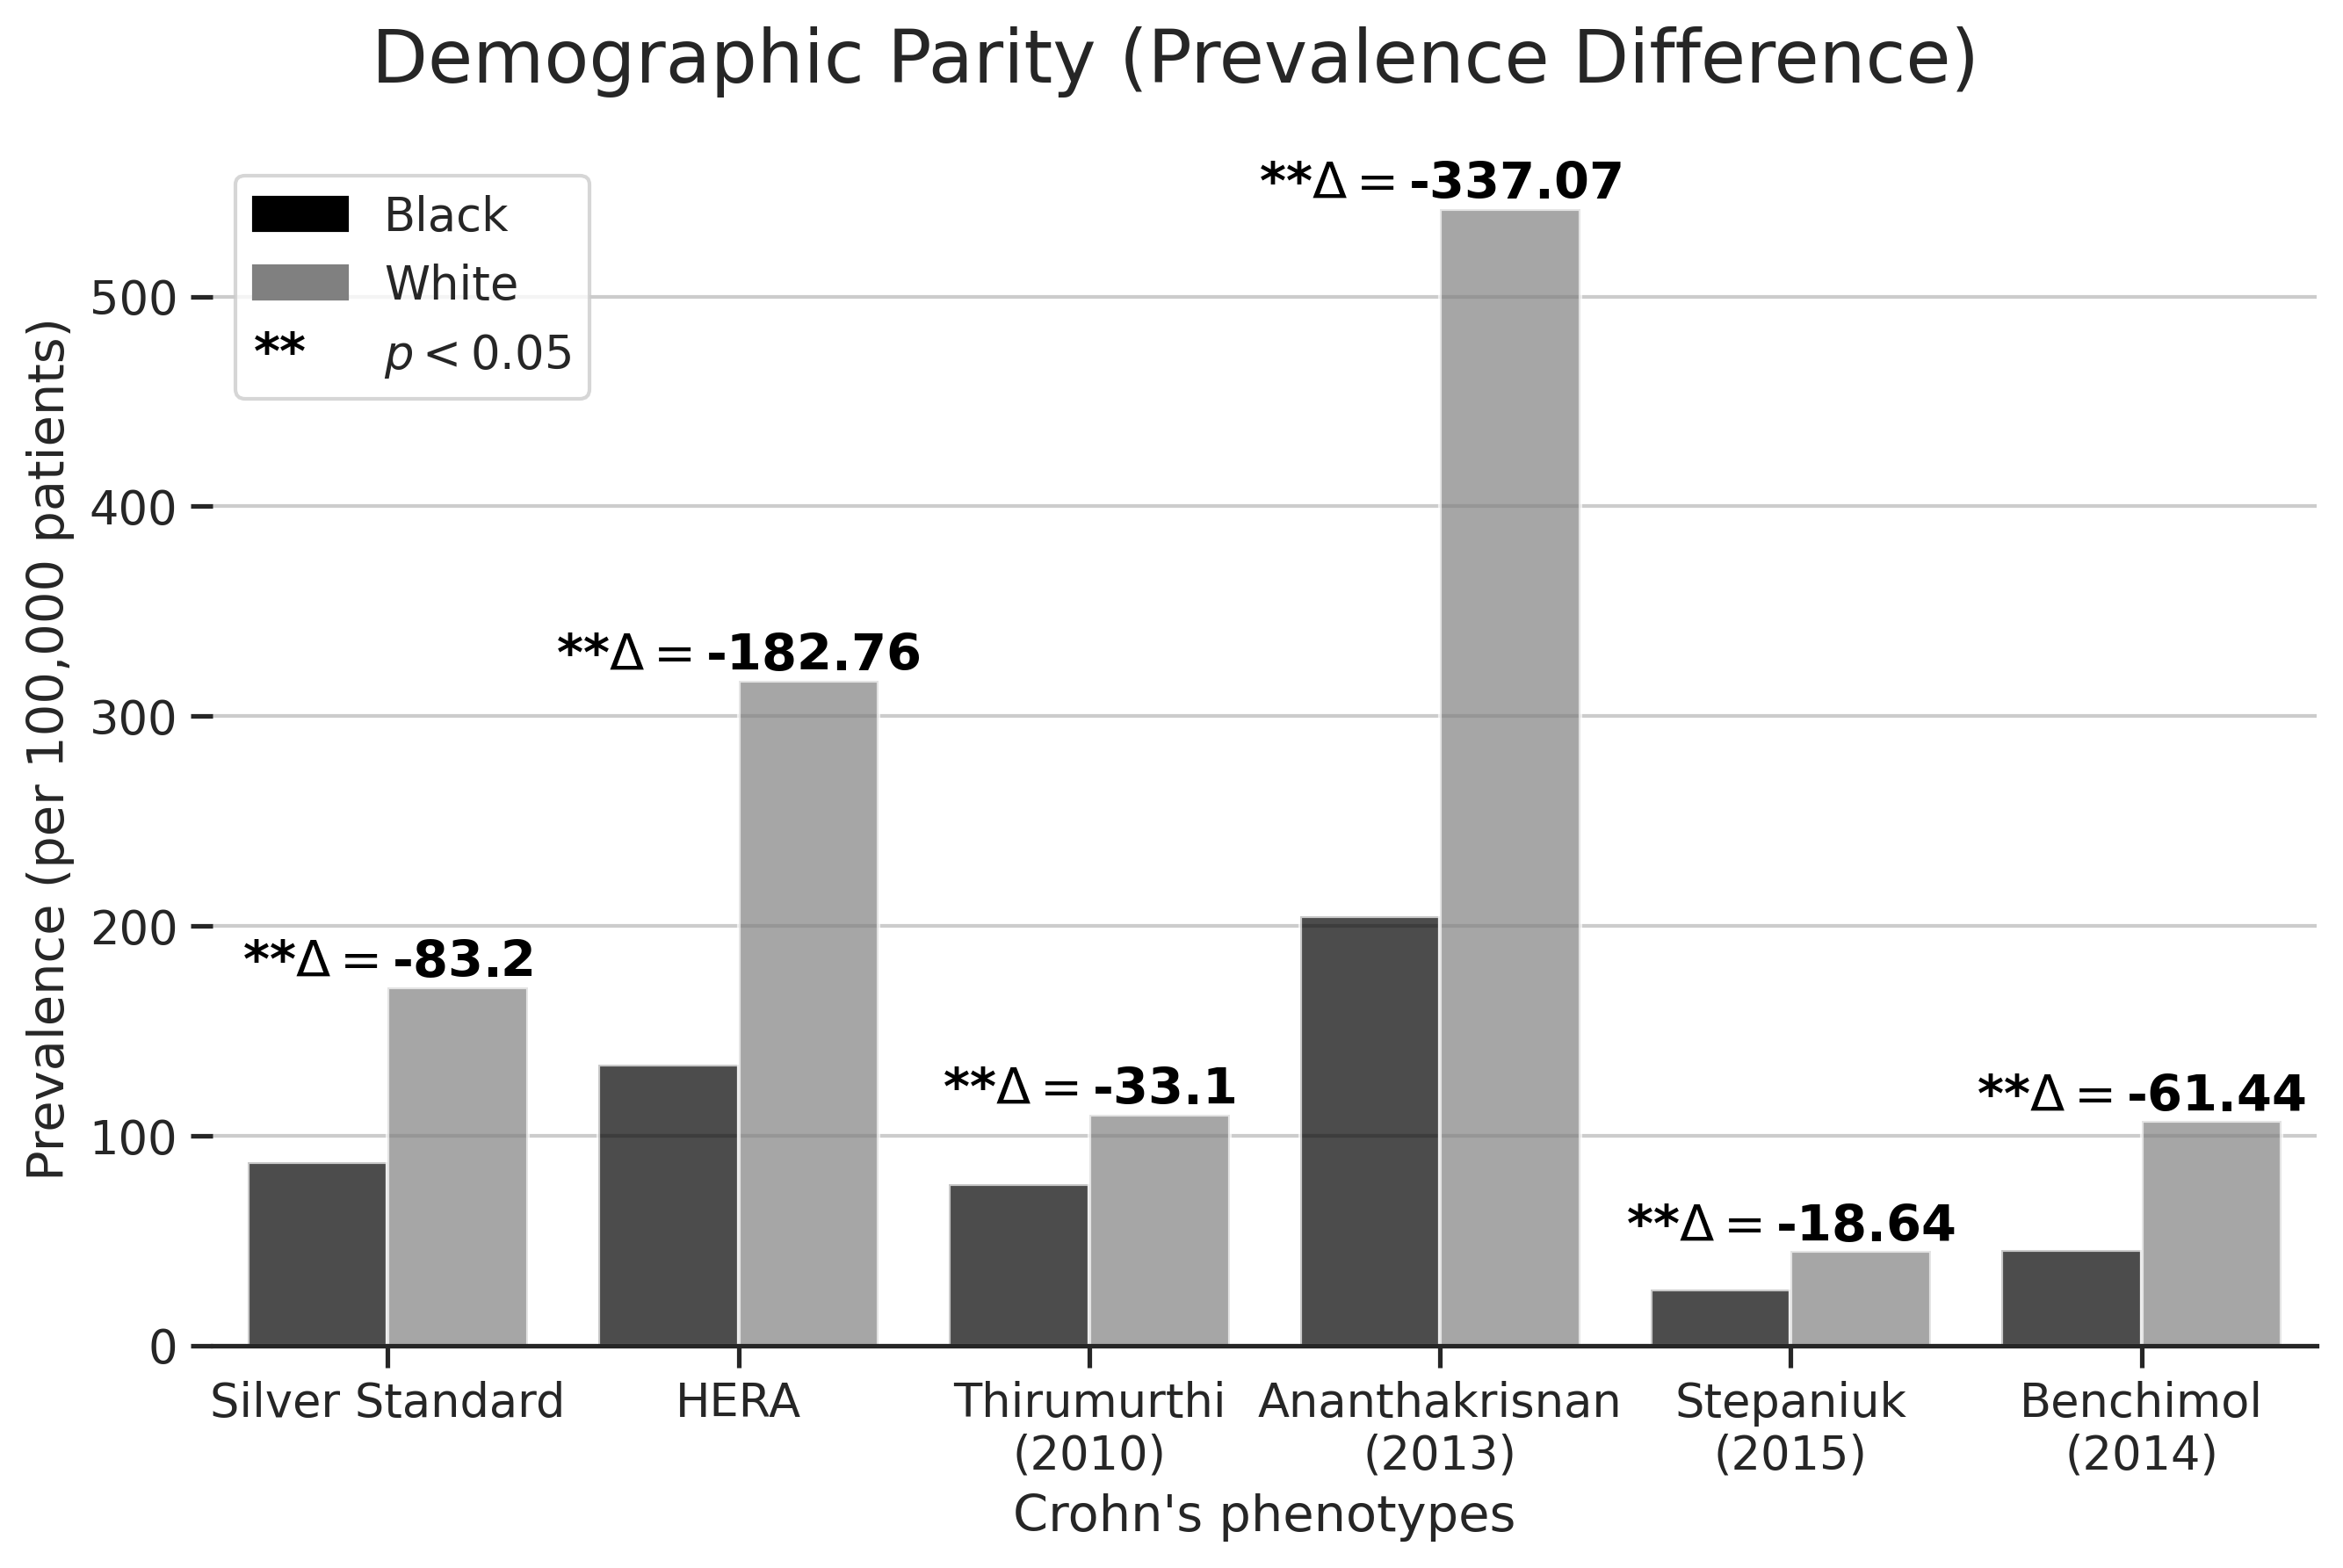 Demographic Parity (Prevalence Difference)
Black
White
** p < 0.05
Prevalence (per 100,000 patients)
500
400
300
200
100
0
**Δ = -83.2
**Δ = -182.76
**Δ = -33.1
**Δ = -337.07
**Δ = -18.64
**Δ = -61.44
Silver Standard
HERA
Thirumurthi
(2010)
Ananthakrisnan
(2013)
Stepaniuk
(2015)
Benchimol
(2014)
Crohn's phenotypes